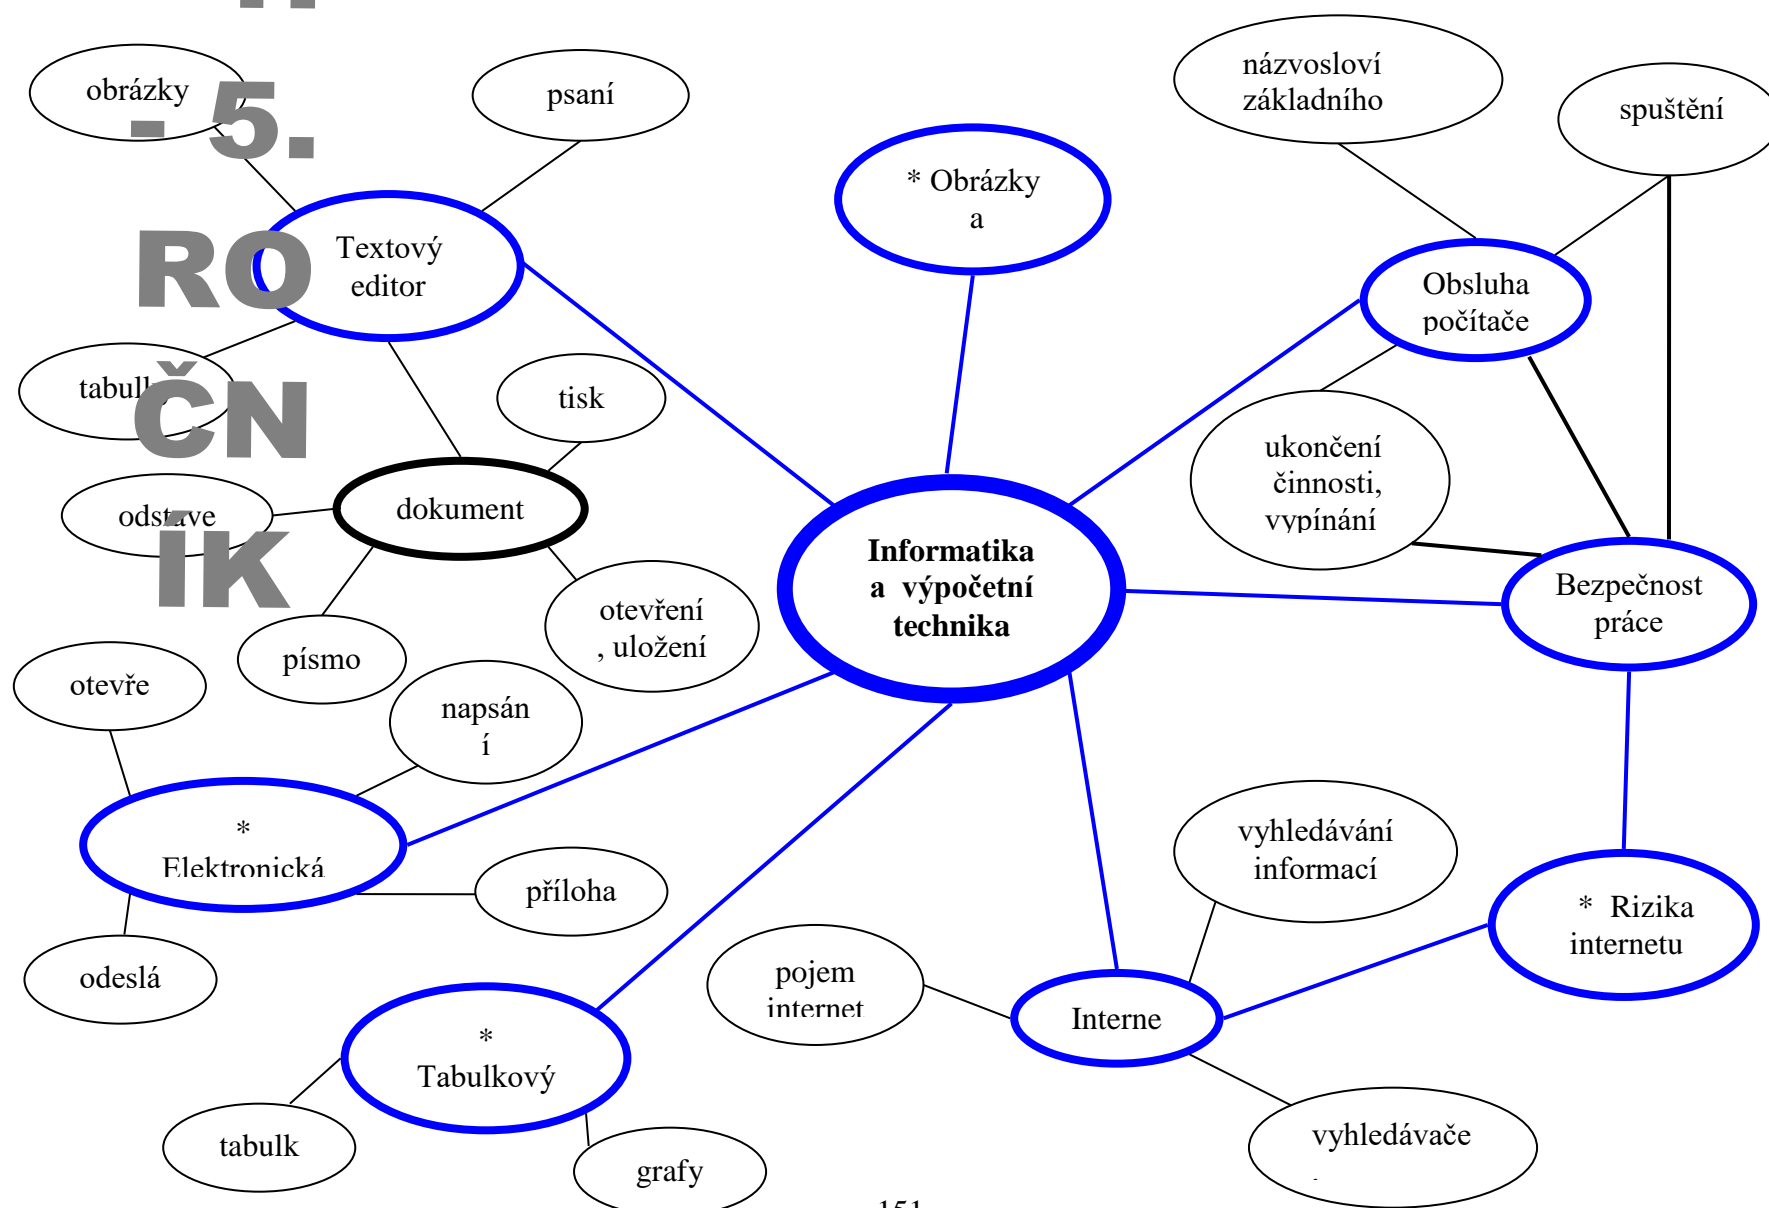 obrázky
psaní
názvosloví
základního
spuštění
- 5.
RO
ČN
ÍK
* Obrázky
a
Textový
editor
Obsluha
počítače
tabulky
tisk
ukončení
činnosti,
vypínání
odstave
dokument
Informatika
a výpočetní
technika
Bezpečnost
práce
otevření
, uložení
písmo
otevře
napsán
í
*
Elektronická
příloha
vyhledávání
informací
* Rizika
internetu
odeslá
pojem
internet
Interne
*
Tabulkový
tabulk
grafy
vyhledávače
151